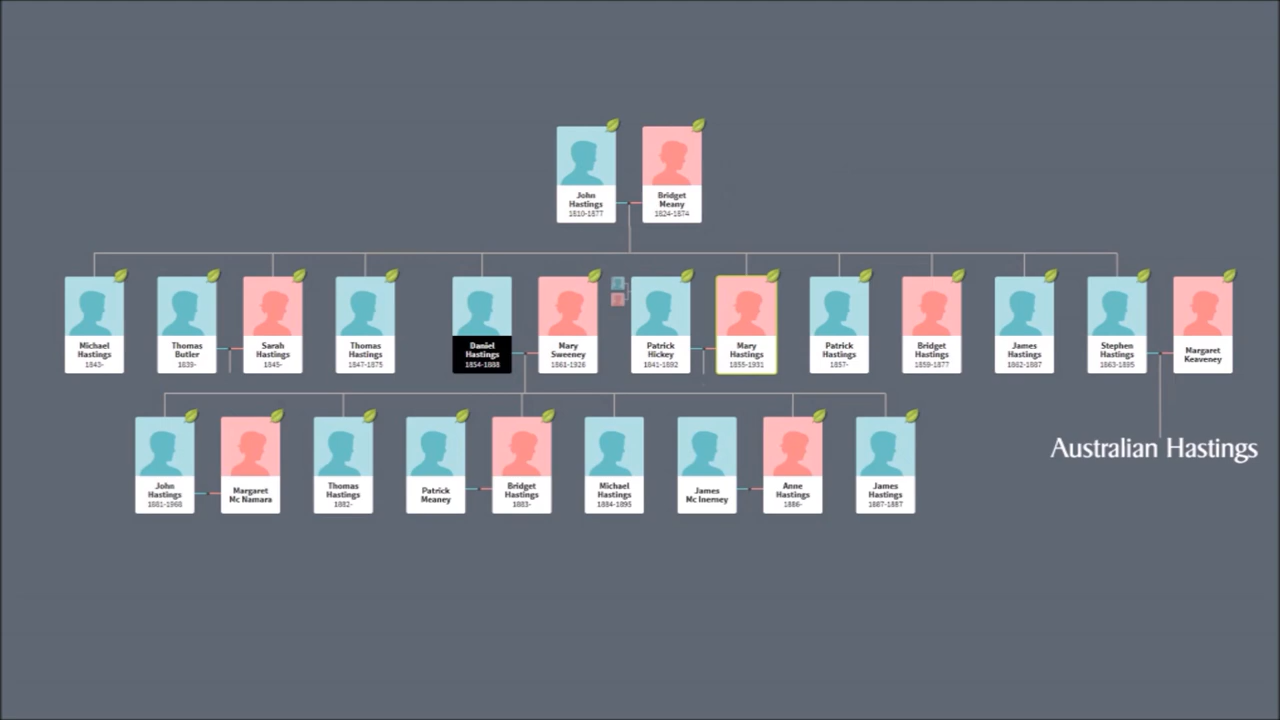 John
Hastings
1810-1877
Bridget
Meany
1824-1874
Michael
Hastings
1843-
Thomas
Butler
1839-
Sarah
Hastings
1845-
Thomas
Hastings
1847-1875
Daniel
Hastings
1854-1888
Mary
Sweeney
1861-1926
Patrick
Hickey
1841-1892
Mary
Hastings
1855-1931
Patrick
Hastings
1857-
Bridget
Hastings
1859-1877
James
Hastings
1862-1887
Stephen
Hastings
1863-1895
Margaret
Keaveney
Australian Hastings
John
Hastings
1881-1968
Margaret
Mc Namara
Thomas
Hastings
1882-
Patrick
Meaney
Bridget
Hastings
1883-
Michael
Hastings
1884-1895
James
Mc Inerney
Anne
Hastings
1886-
James
Hastings
1887-1887